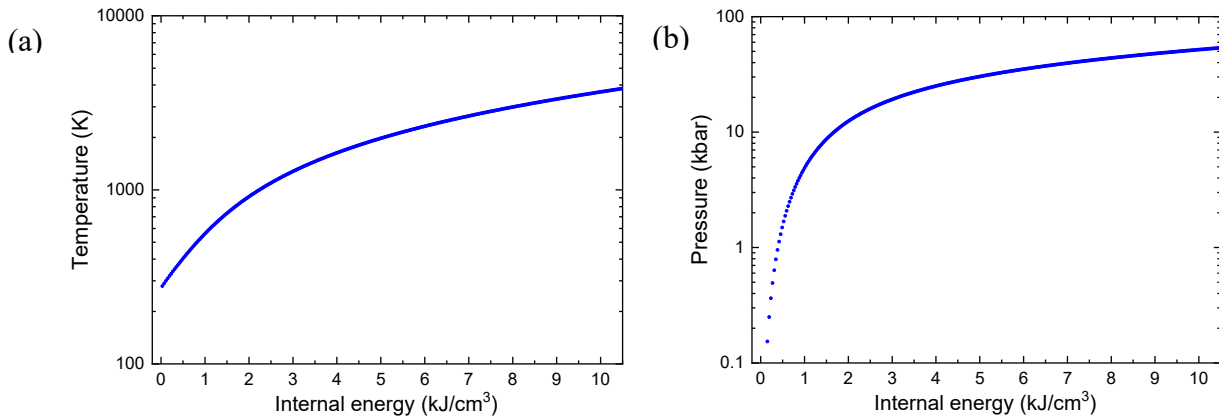 (a)
10000
1000
100
Temperature (K)
0 1 2 3 4 5 6 7 8 9 10
Internal energy (kJ/cm³)
(b)
100
10
1
0.1
Pressure (kbar)
0 1 2 3 4 5 6 7 8 9 10
Internal energy (kJ/cm³)